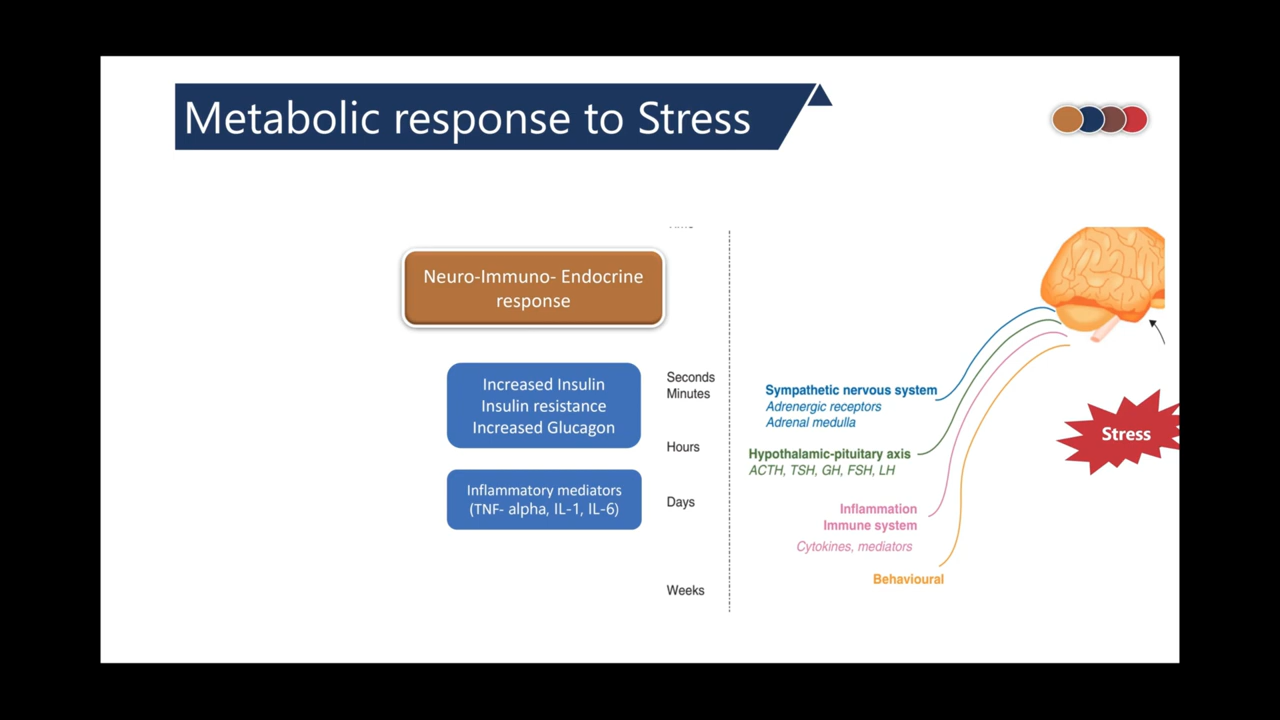 Metabolic response to Stress
Neuro-Immuno- Endocrine
response
Increased Insulin
Insulin resistance
Increased Glucagon
Inflammatory mediators
(TNF- alpha, IL-1, IL-6)
Seconds
Minutes
Hours
Days
Weeks
Sympathetic nervous system
Adrenergic receptors
Adrenal medulla
Hypothalamic-pituitary axis
ACTH, TSH, GH, FSH, LH
Inflammation
Immune system
Cytokines, mediators
Behavioural
Stress